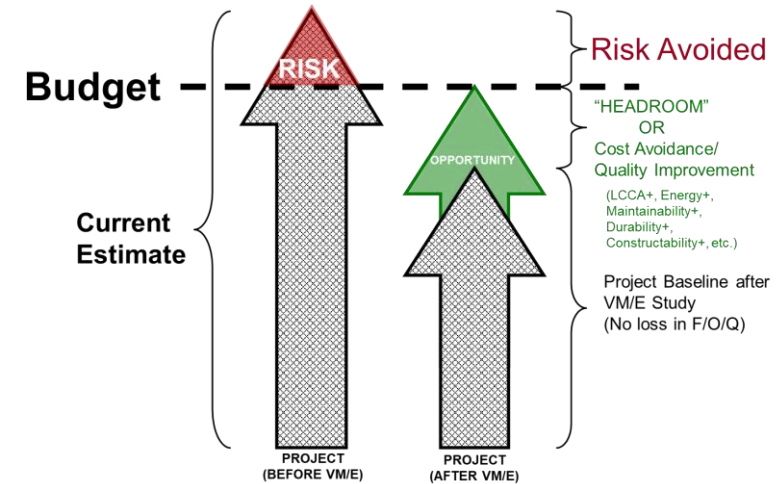 RISK
Risk Avoided
Budget
“HEADROOM”
OR
Cost Avoidance/
Quality Improvement
(LCCA+, Energy+,
Maintainability+,
Durability+,
Constructability+, etc.)
OPPORTUNITY
Current
Estimate
Project Baseline after
VM/E Study
(No loss in F/O/Q)
PROJECT
(BEFORE VM/E)
PROJECT
(AFTER VM/E)